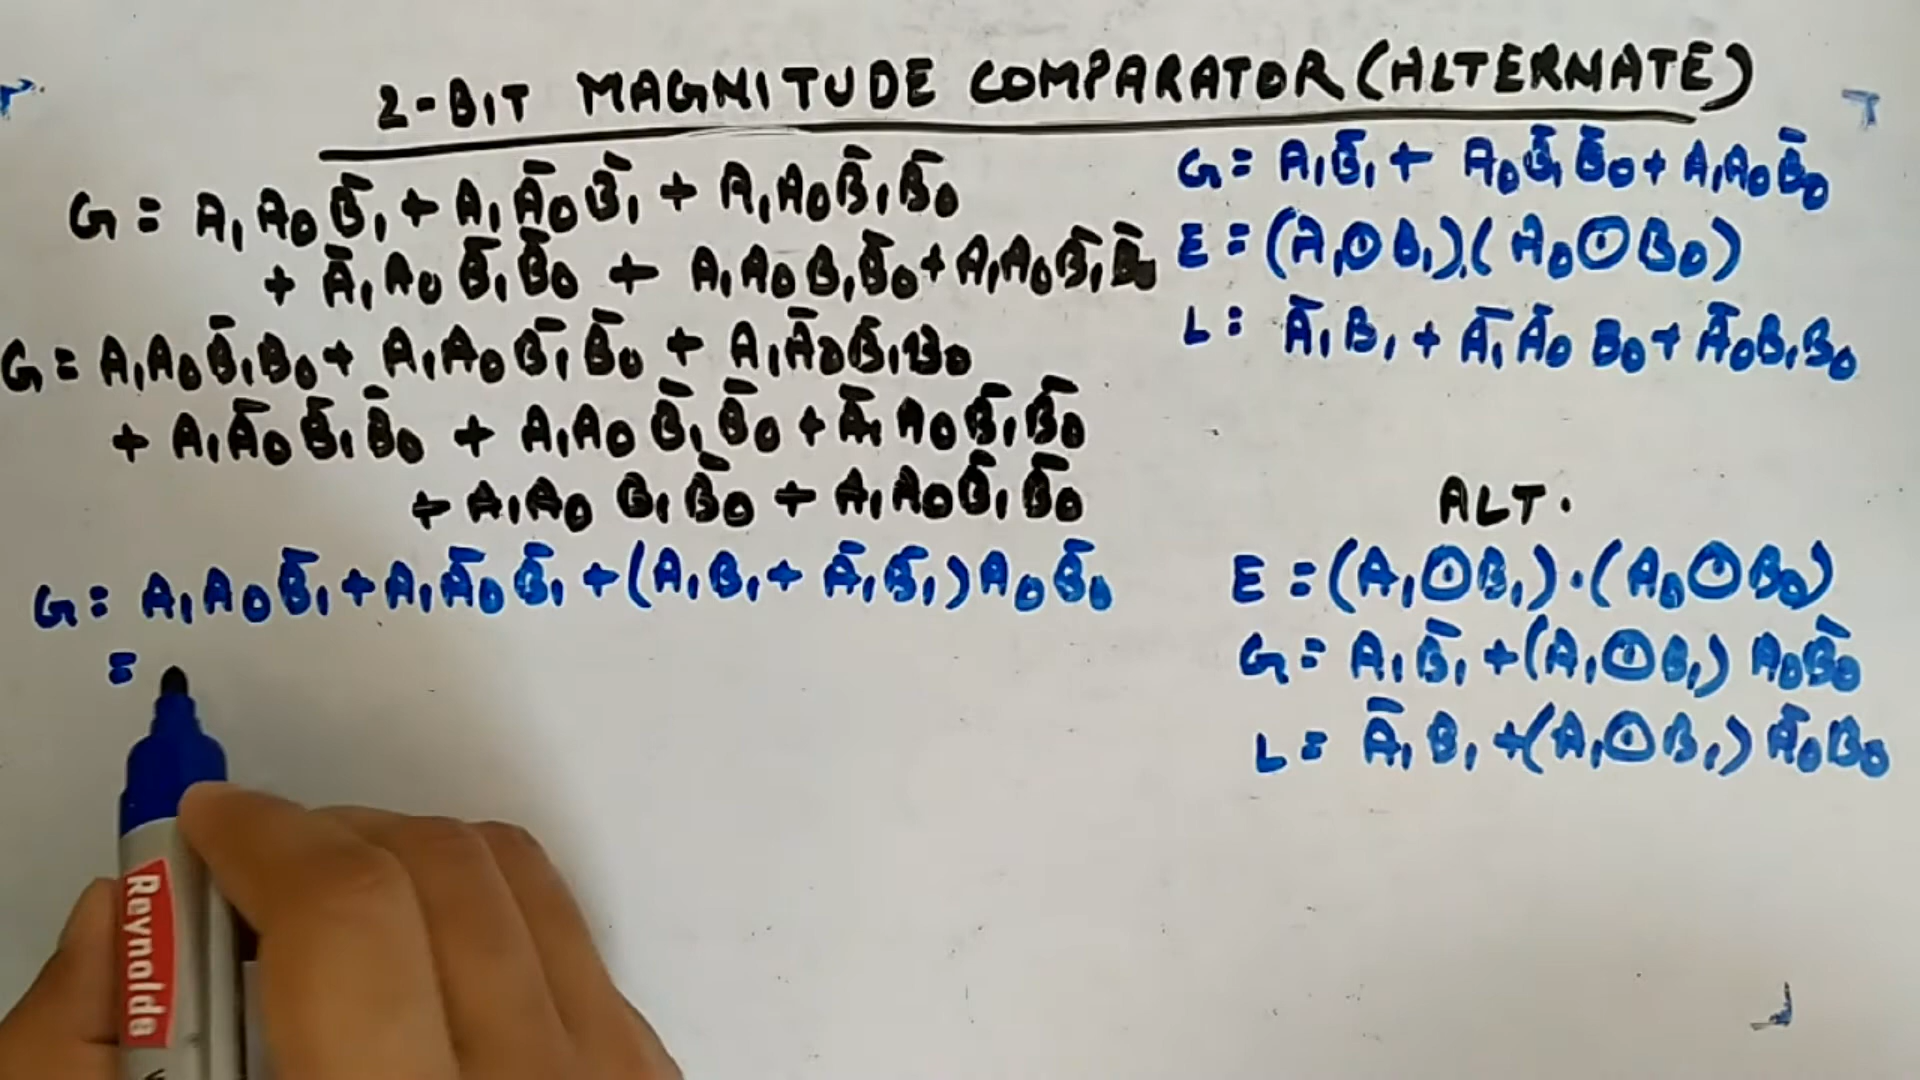 2-BIT MAGNITUDE COMPARATOR (ALTERNATE)
G = A₁A₀B̄₁ + A₁Ā₀B̄₁ + A₁A₀B̄₁B̄₀
+ Ā₁A₀B̄₁B̄₀ + A₁A₀B₁B̄₀ + A₁A₀B̄₁B̄₀
G = A₁A₀B̄₁B₀ + A₁A₀B̄₁B̄₀ + A₁Ā₀B̄₁B₀
+ A₁Ā₀B̄₁B̄₀ + A₁A₀B̄₁B̄₀ + Ā₁A₀B̄₁B̄₀
+ A₁A₀B₁B̄₀ + A₁A₀B̄₁B̄₀
G = A₁A₀B̄₁ + A₁Ā₀B̄₁ + (A₁B₁ + Ā₁B̄₁)A₀B̄₀
=
G = A₁B̄₁ + A₀B̄₁B̄₀ + A₁A₀B̄₀
E = (A₁⊙B₁).(A₀⊙B₀)
L = Ā₁B₁ + Ā₁Ā₀B₀ + Ā₀B₁B₀
ALT.
E = (A₁⊙B₁).(A₀⊙B₀)
G = A₁B̄₁ + (A₁⊙B₁) A₀B̄₀
L = Ā₁B₁ + (A₁⊙B₁) Ā₀B₀
Reynolds